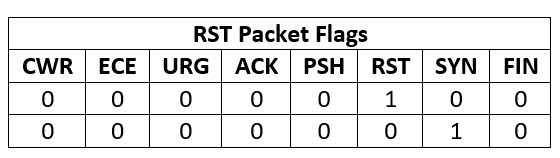 RST Packet Flags
CWR ECE URG ACK PSH RST SYN FIN
0 0 0 0 0 1 0 0
0 0 0 0 0 0 1 0